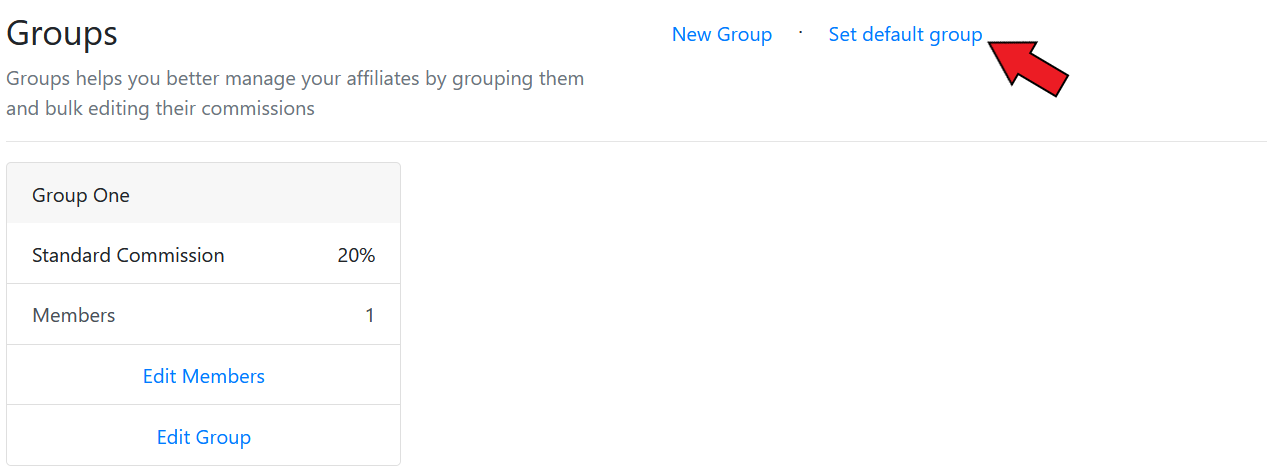 Groups
New Group · Set default group
Groups helps you better manage your affiliates by grouping them
and bulk editing their commissions
Group One
Standard Commission 20%
Members 1
Edit Members
Edit Group